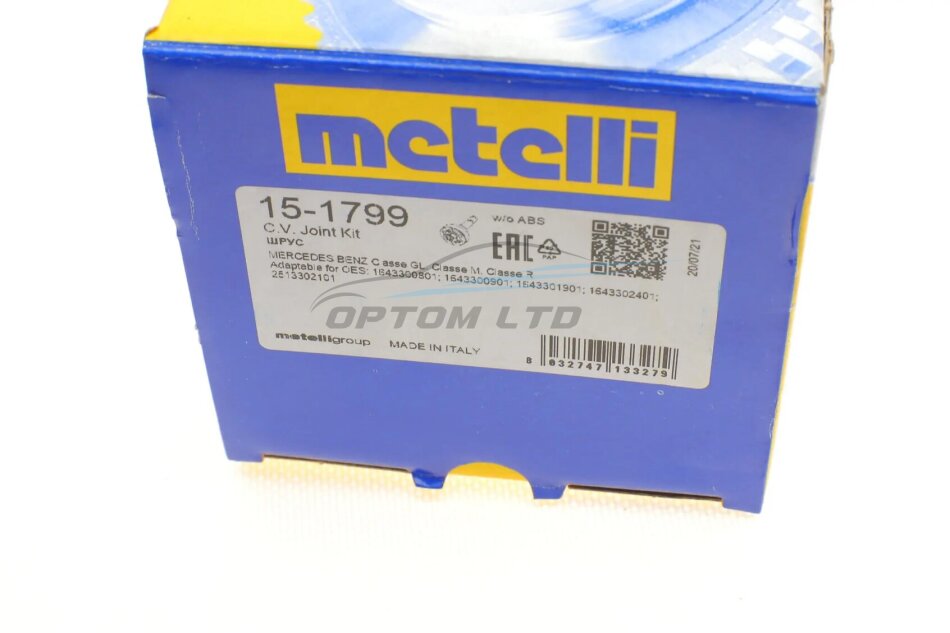 metelli
15-1799
C.V. Joint Kit
ШРУС
w/o ABS
EAC
PAP
20/07/21
MERCEDES BENZ Classe GL, Classe M, Classe R
Adaptable for OES: 1643300801; 1643300901; 1643301901; 1643302401;
2513302101
OPTOM LTD
metelligroup MADE IN ITALY
8 032747 133279